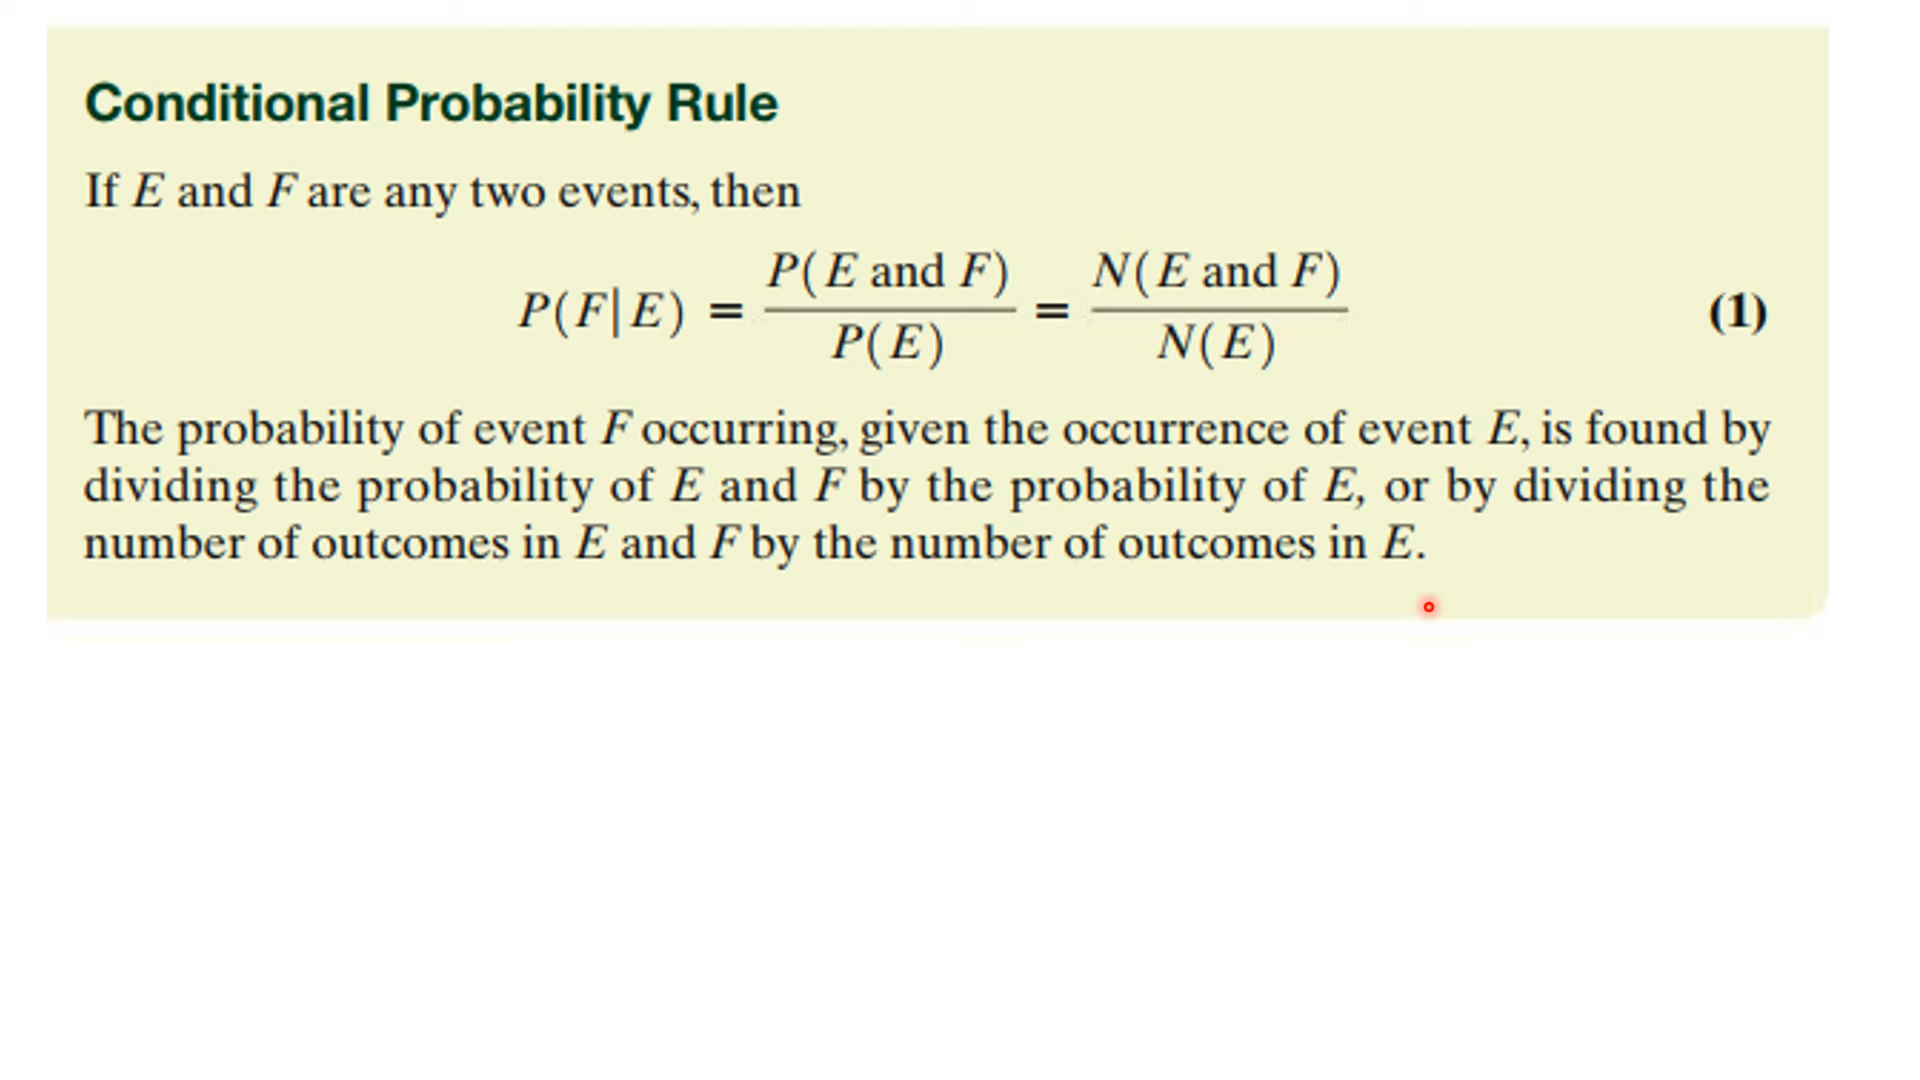 Conditional Probability Rule
If E and F are any two events, then
P(F|E) = P(E and F) / P(E) = N(E and F) / N(E) (1)
The probability of event F occurring, given the occurrence of event E, is found by
dividing the probability of E and F by the probability of E, or by dividing the
number of outcomes in E and F by the number of outcomes in E.